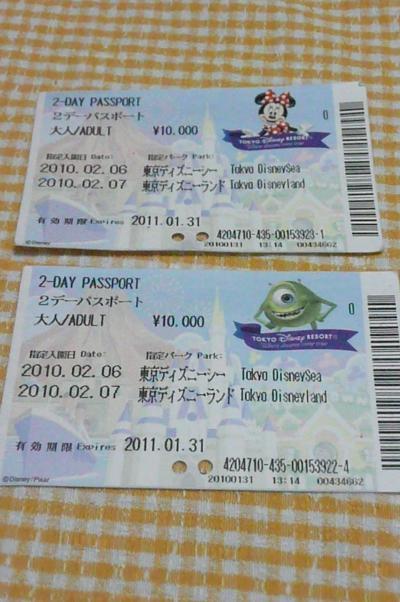 2-DAY PASSPORT
2デーパスポート
大人/ADULT ¥10,000
0
TOKYO Disney RESORT®
指定入園日 Date: 指定パーク Park:
2010.02.06 東京ディズニーシー Tokyo DisneySea
2010.02.07 東京ディズニーランド Tokyo Disneyland
有効期限 Expires 2011.01.31
4204710-435-00153923-1
©Disney 20100131 13:14 00434662
2-DAY PASSPORT
2デーパスポート
大人/ADULT ¥10,000
0
TOKYO Disney RESORT®
Where dreams come true
指定入園日 Date: 指定パーク Park:
2010.02.06 東京ディズニーシー Tokyo DisneySea
2010.02.07 東京ディズニーランド Tokyo Disneyland
有効期限 Expires 2011.01.31
4204710-435-00153922-4
©Disney/Pixar 20100131 13:14 00434662